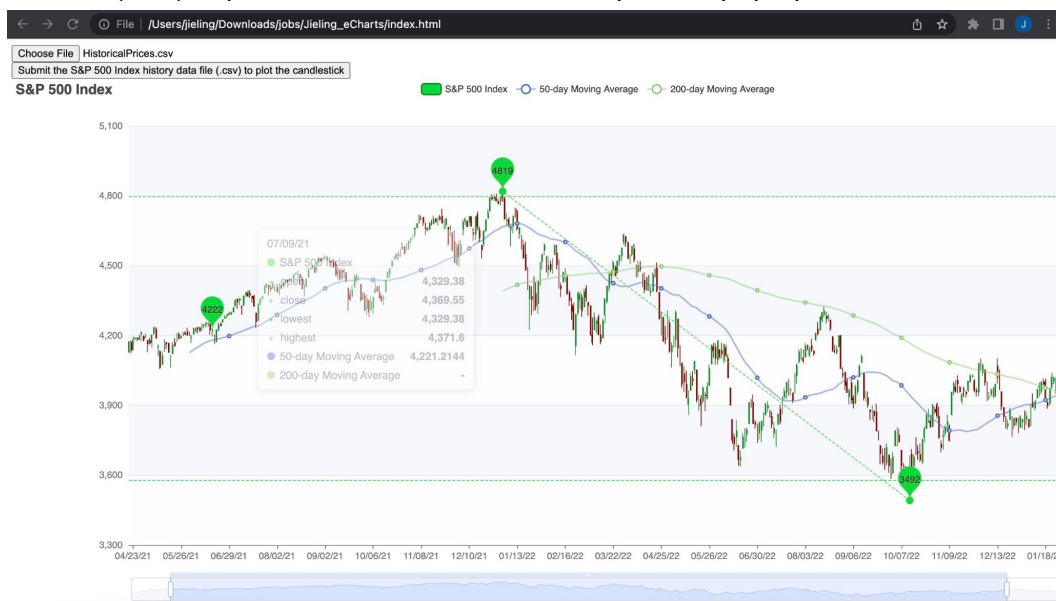 File | /Users/jieling/Downloads/jobs/Jieling_eCharts/index.html
J
Choose File HistoricalPrices.csv
Submit the S&P 500 Index history data file (.csv) to plot the candlestick
S&P 500 Index
S&P 500 Index 50-day Moving Average 200-day Moving Average
5,100
4819
4,800
07/09/21
S&P 500 Index
4,500
open 4,329.38
close 4,369.55
4222
lowest 4,329.38
4,200
highest 4,371.6
50-day Moving Average 4,221.2144
200-day Moving Average -
3,900
3,600
3492
3,300
04/23/21 05/26/21 06/29/21 08/02/21 09/02/21 10/06/21 11/08/21 12/10/21 01/13/22 02/16/22 03/22/22 04/25/22 05/26/22 06/30/22 08/03/22 09/06/22 10/07/22 11/09/22 12/13/22 01/18/2